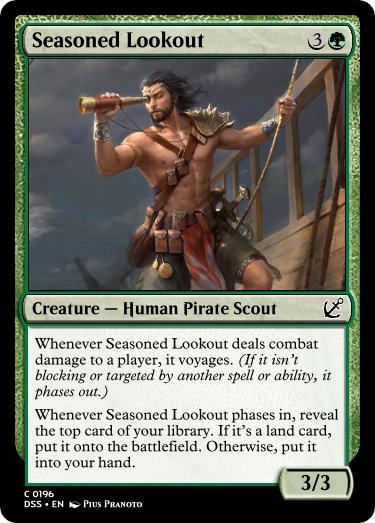 Seasoned Lookout 3
Creature — Human Pirate Scout
Whenever Seasoned Lookout deals combat
damage to a player, it voyages. (If it isn't
blocking or targeted by another spell or ability, it
phases out.)
Whenever Seasoned Lookout phases in, reveal
the top card of your library. If it's a land card,
put it onto the battlefield. Otherwise, put it
into your hand.
3/3
C 0196
DSS • EN Pius Pranoto